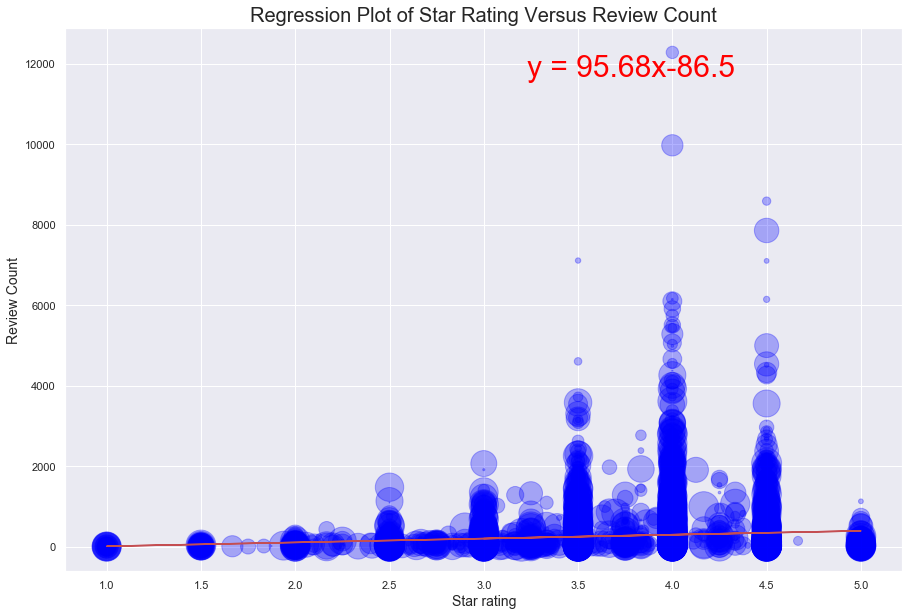 Regression Plot of Star Rating Versus Review Count
y = 95.68x-86.5
12000
10000
8000
6000
4000
2000
0
Review Count
1.0 1.5 2.0 2.5 3.0 3.5 4.0 4.5 5.0
Star rating